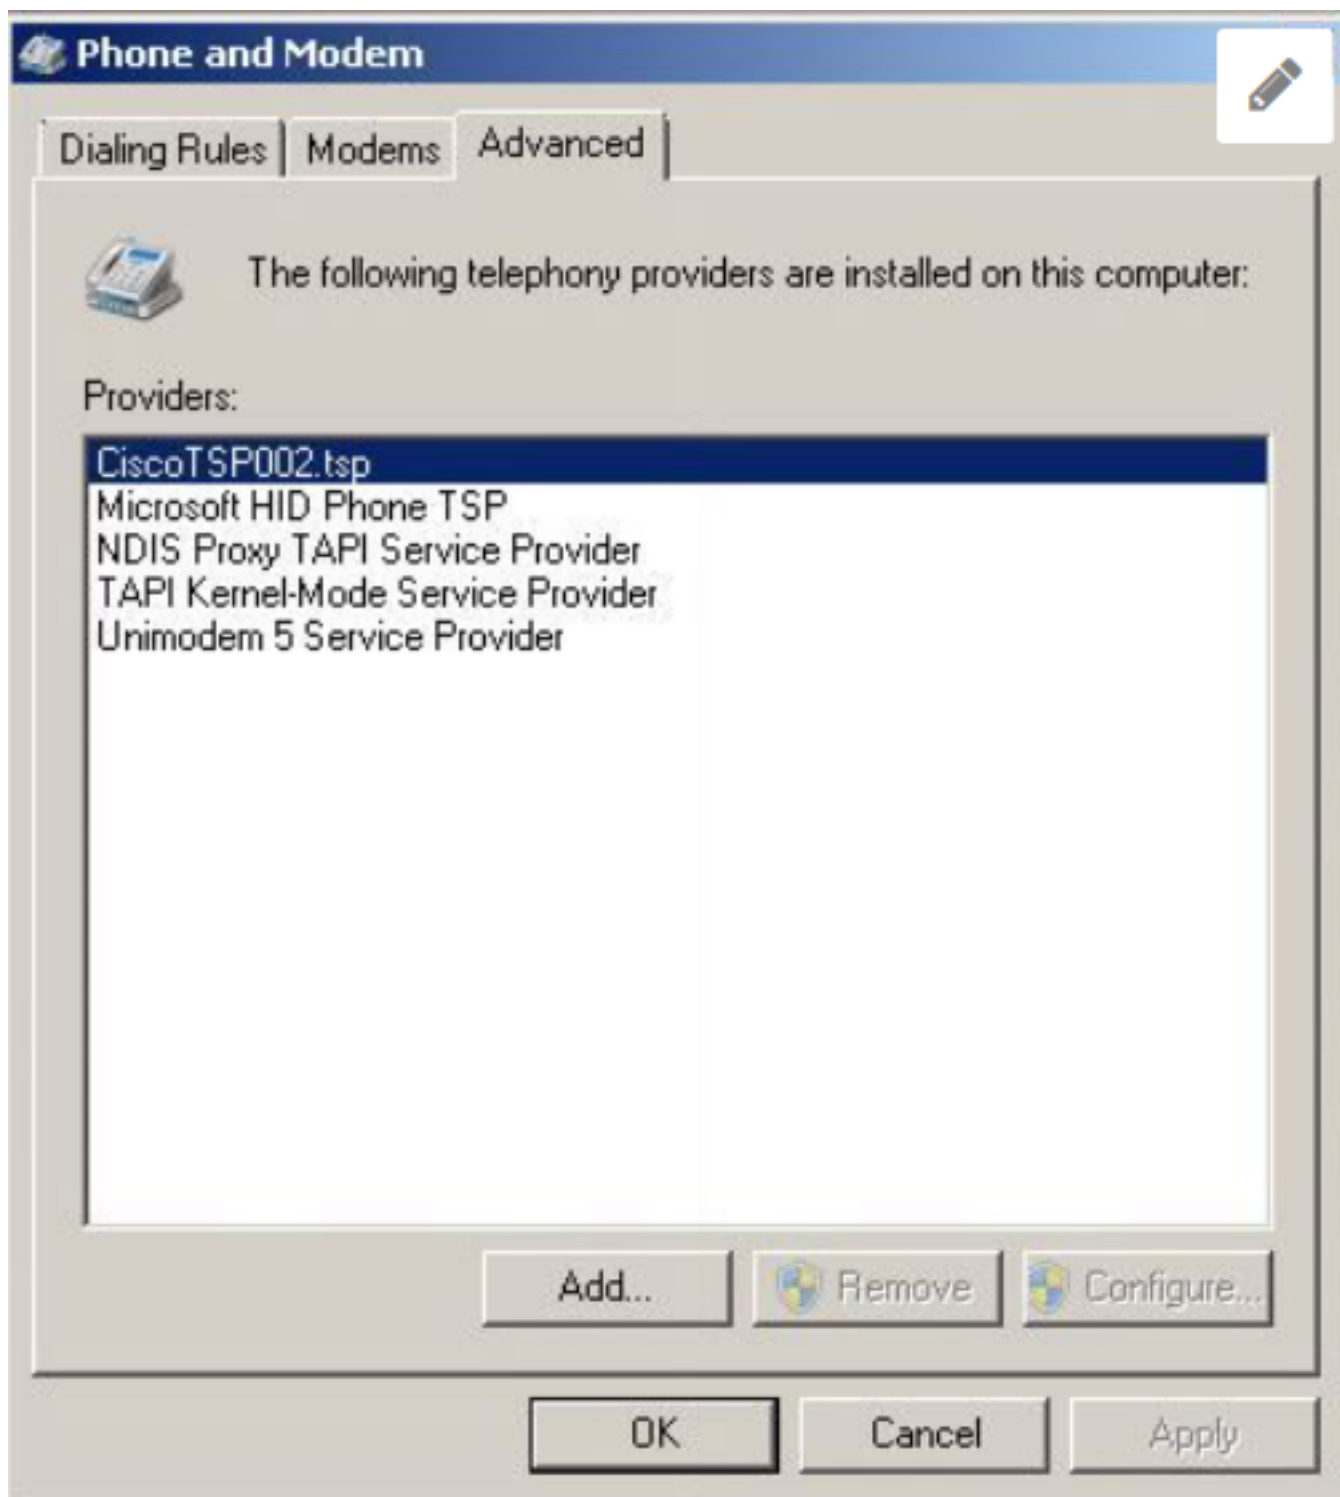 Phone and Modem
Dialing Rules
Modems
Advanced
The following telephony providers are installed on this computer:
Providers:
CiscoTSP002.tsp
Microsoft HID Phone TSP
NDIS Proxy TAPI Service Provider
TAPI Kernel-Mode Service Provider
Unimodem 5 Service Provider
Add...
Remove
Configure...
OK
Cancel
Apply